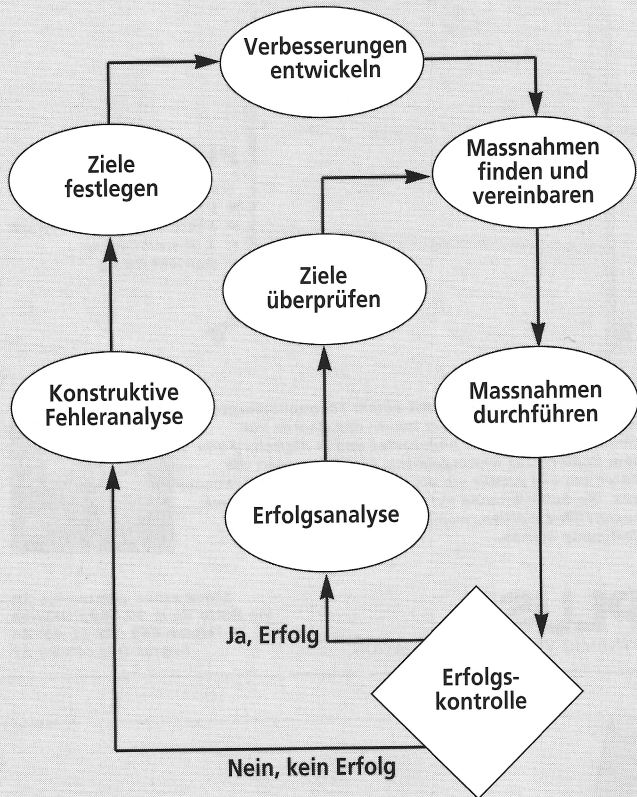 Verbesserungen
entwickeln
Ziele
festlegen
Massnahmen
finden und
vereinbaren
Ziele
überprüfen
Konstruktive
Fehleranalyse
Massnahmen
durchführen
Erfolgsanalyse
Ja, Erfolg
Erfolgs-
kontrolle
Nein, kein Erfolg